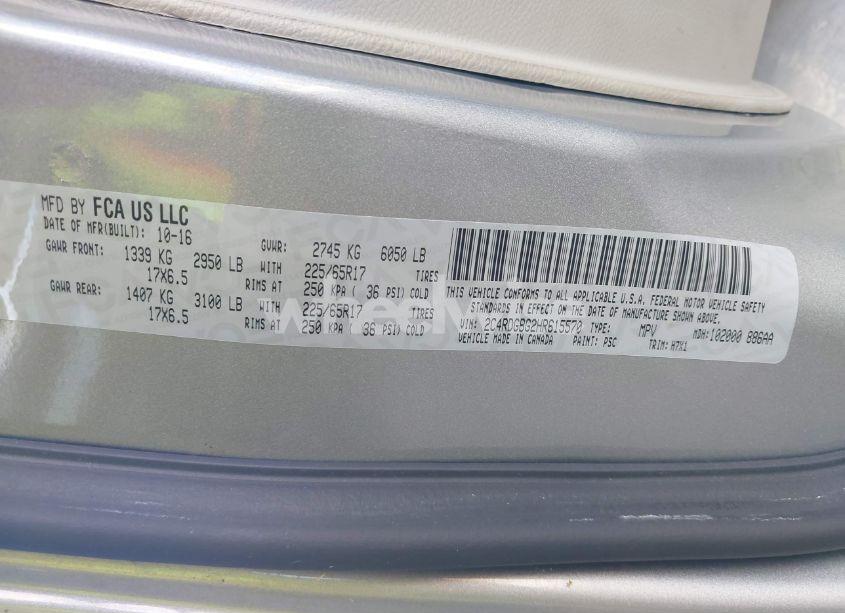 MFD BY FCA US LLC
DATE OF MFR(BUILT): 10-16
GVWR: 2745 KG 6050 LB
GAWR FRONT: 1339 KG 2950 LB WITH 225/65R17 TIRES
17X6.5 RIMS AT 250 KPA ( 36 PSI) COLD
GAWR REAR: 1407 KG 3100 LB WITH 225/65R17 TIRES
17X6.5 RIMS AT 250 KPA ( 36 PSI) COLD
THIS VEHICLE CONFORMS TO ALL APPLICABLE U.S.A. FEDERAL MOTOR VEHICLE SAFETY
STANDARDS IN EFFECT ON THE DATE OF MANUFACTURE SHOWN ABOVE.
VIN: 2C4RDGBG2HR615570 TYPE: MPV MDH:102000 886AA
VEHICLE MADE IN CANADA PAINT: PSC TRIM: H7X1